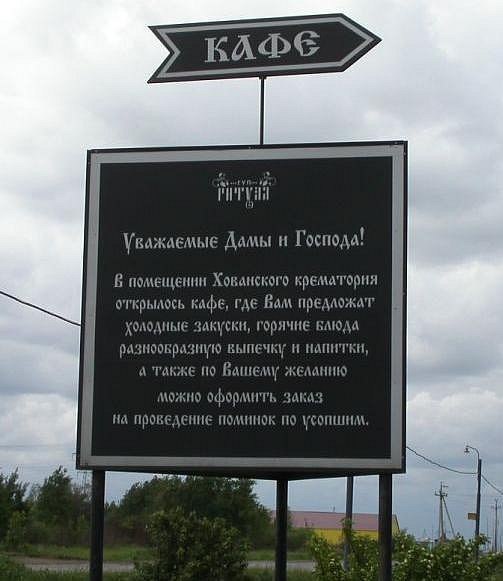 КАФЕ
ГУП
РИТУАЛ
Уважаемые Дамы и Господа!
В помещении Хованского крематория
открылось кафе, где Вам предложат
холодные закуски, горячие блюда
разнообразную выпечку и напитки,
а также по Вашему желанию
можно оформить заказ
на проведение поминок по усопшим.